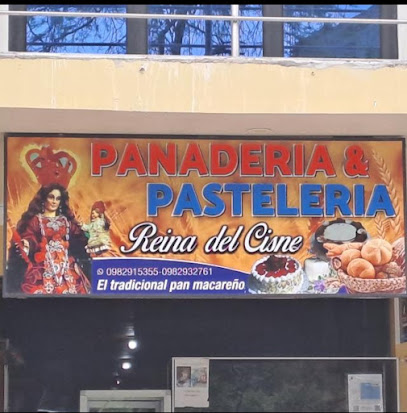 PANADERIA &
PASTELERIA
Reina del Cisne
0982915355-0982932761
El tradicional pan macareño